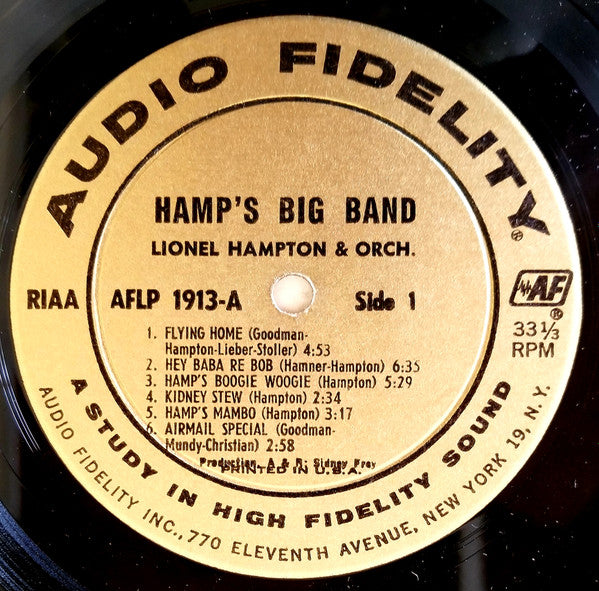 AUDIO FIDELITY®
HAMP'S BIG BAND
LIONEL HAMPTON & ORCH.
RIAA AFLP 1913-A Side 1
AF®
33⅓
RPM
1. FLYING HOME (Goodman-
Hampton-Lieber-Stoller) 4:53
2. HEY BABA RE BOB (Hamner-Hampton) 6:35
3. HAMP'S BOOGIE WOOGIE (Hampton) 5:29
4. KIDNEY STEW (Hampton) 2:34
5. HAMP'S MAMBO (Hampton) 3:17
6. AIRMAIL SPECIAL (Goodman-
Mundy-Christian) 2:58
Production A & R: Sidney Frey
PRINTED IN U.S.A.
A STUDY IN HIGH FIDELITY SOUND
AUDIO FIDELITY INC., 770 ELEVENTH AVENUE, NEW YORK 19, N.Y.